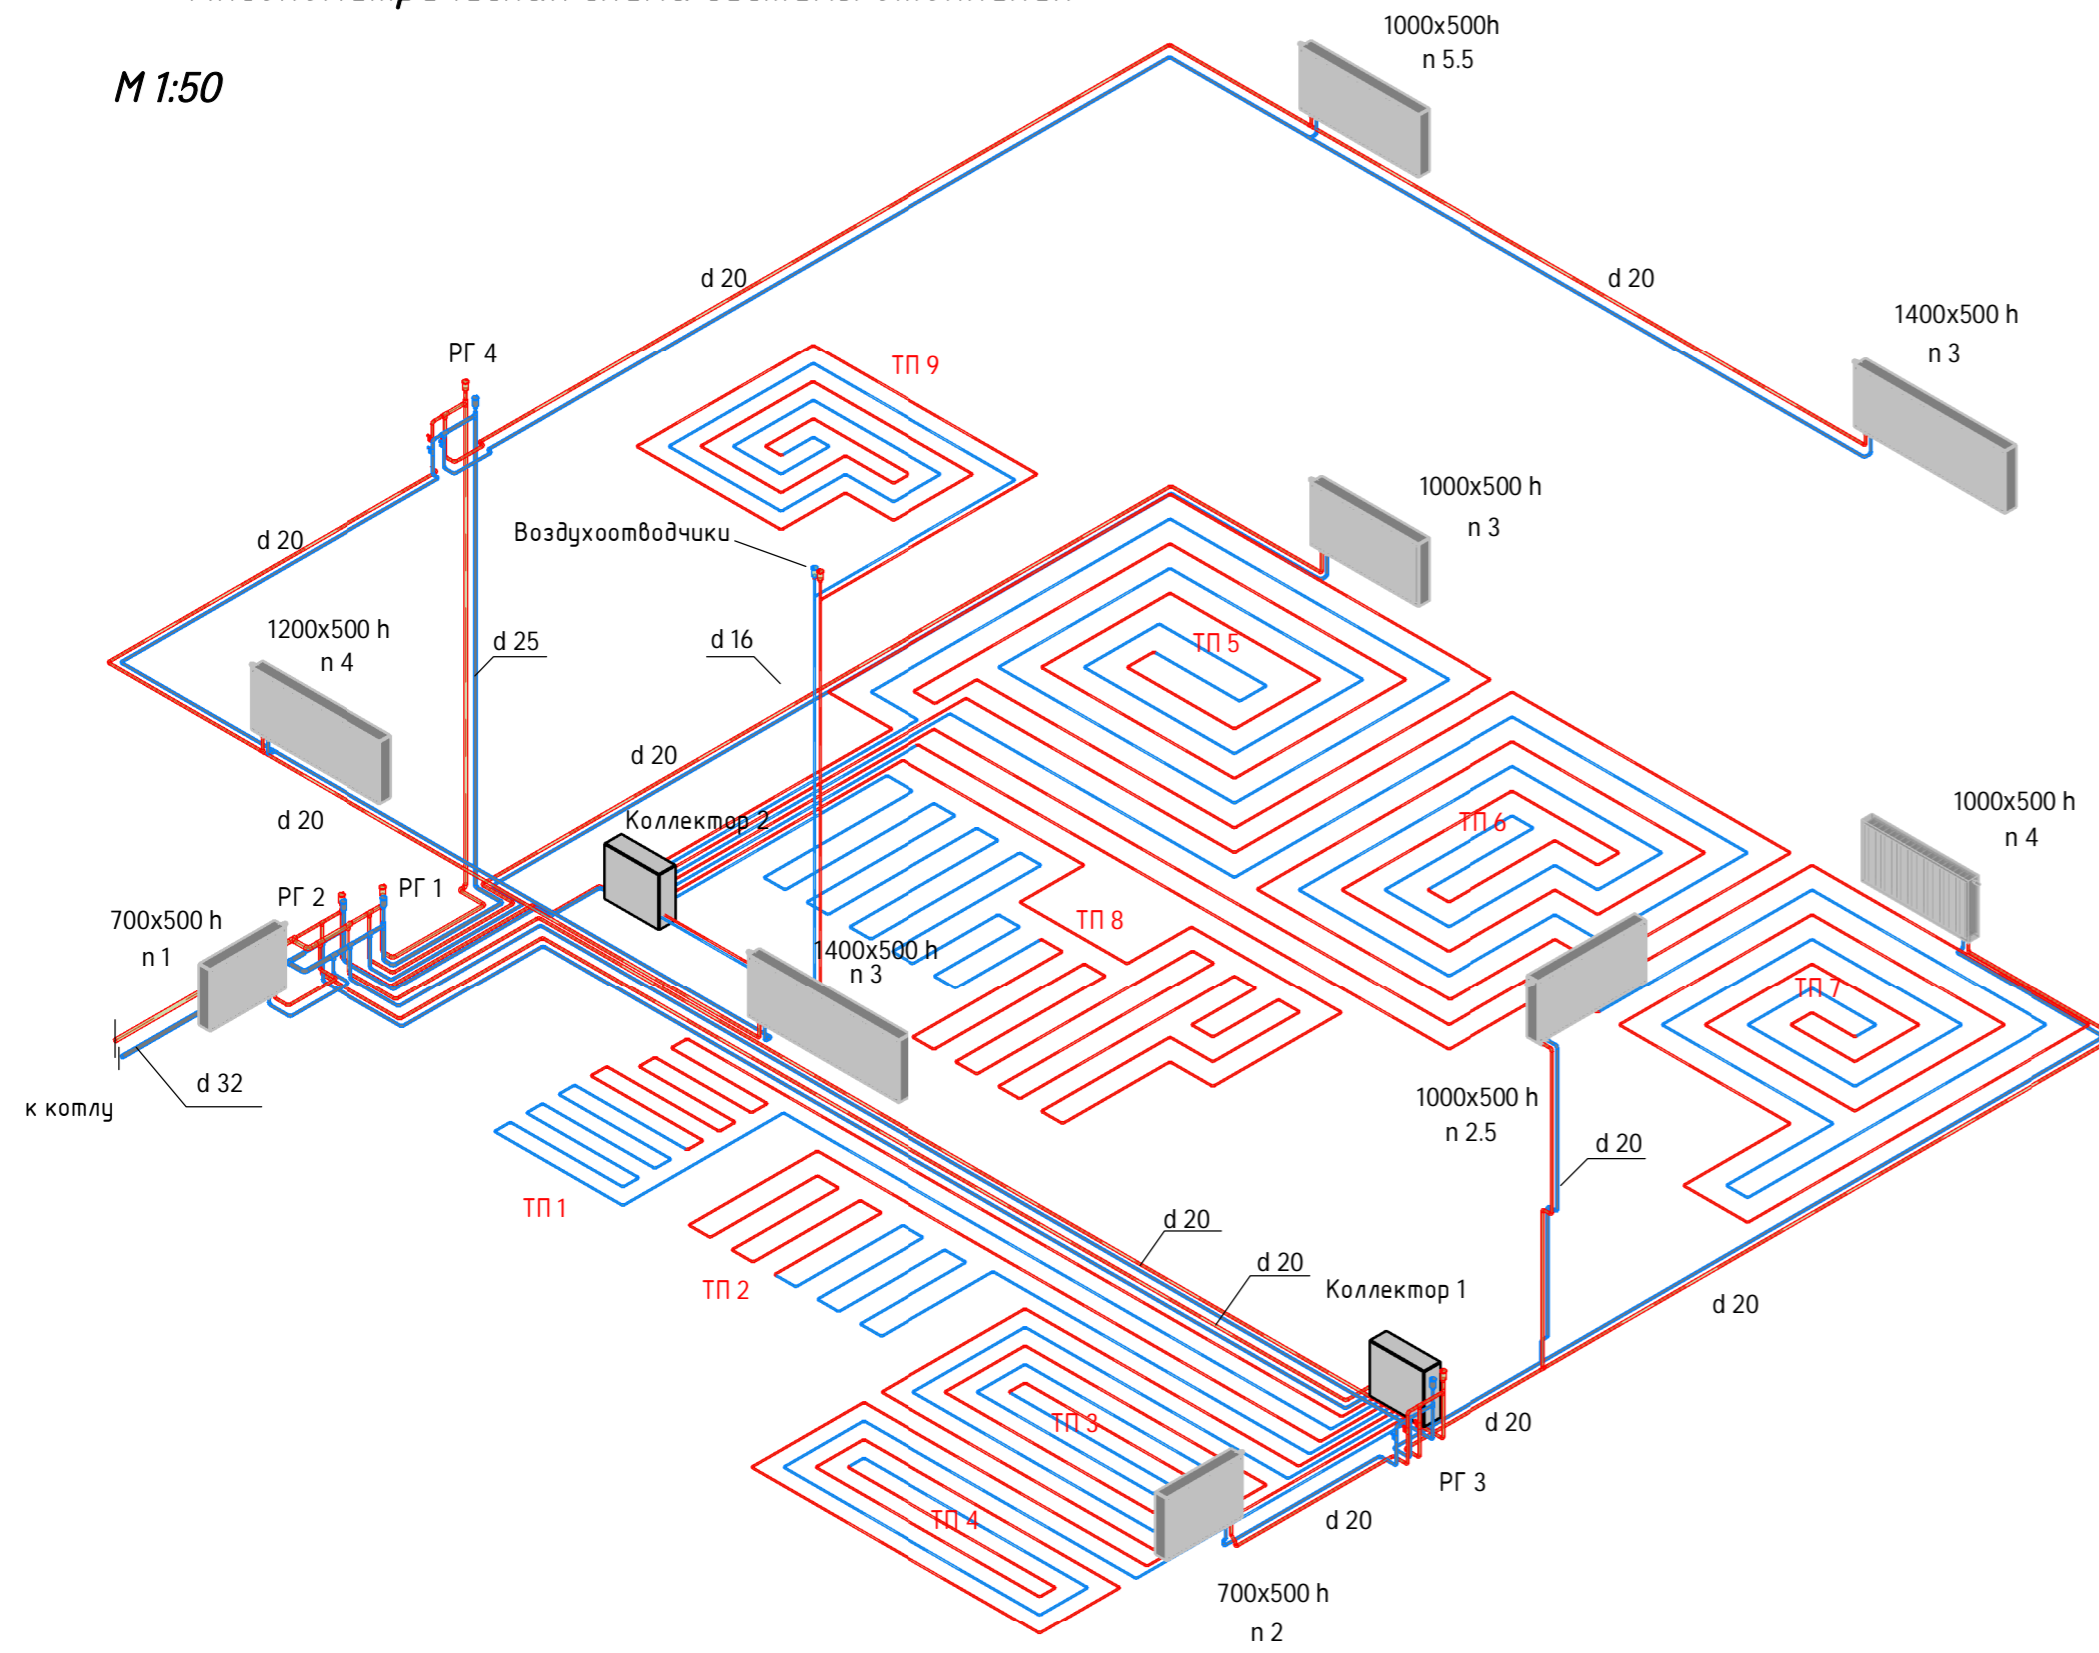 М 1:50
1000x500h
n 5.5
d 20
d 20
1400x500 h
n 3
РГ 4
ТП 9
1000x500 h
n 3
Воздухоотводчики
d 20
1200x500 h
n 4
d 25
d 16
ТП 5
d 20
d 20
Коллектор 2
ТП 6
1000x500 h
n 4
РГ 2
РГ 1
700x500 h
n 1
ТП 8
1400x500 h
n 3
ТП 7
d 32
к котлу
1000x500 h
n 2.5
d 20
ТП 1
d 20
d 20
Коллектор 1
ТП 2
d 20
ТП 3
d 20
РГ 3
ТП 4
d 20
700x500 h
n 2